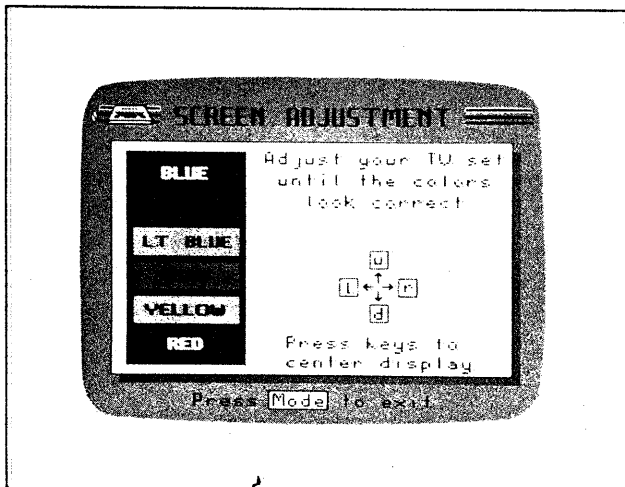 SCREEN ADJUSTMENT
BLUE
LT BLUE
YELLOW
RED
Adjust your TV set
until the colors
look correct
u
l r
d
Press keys to
center display
Press Mode to exit